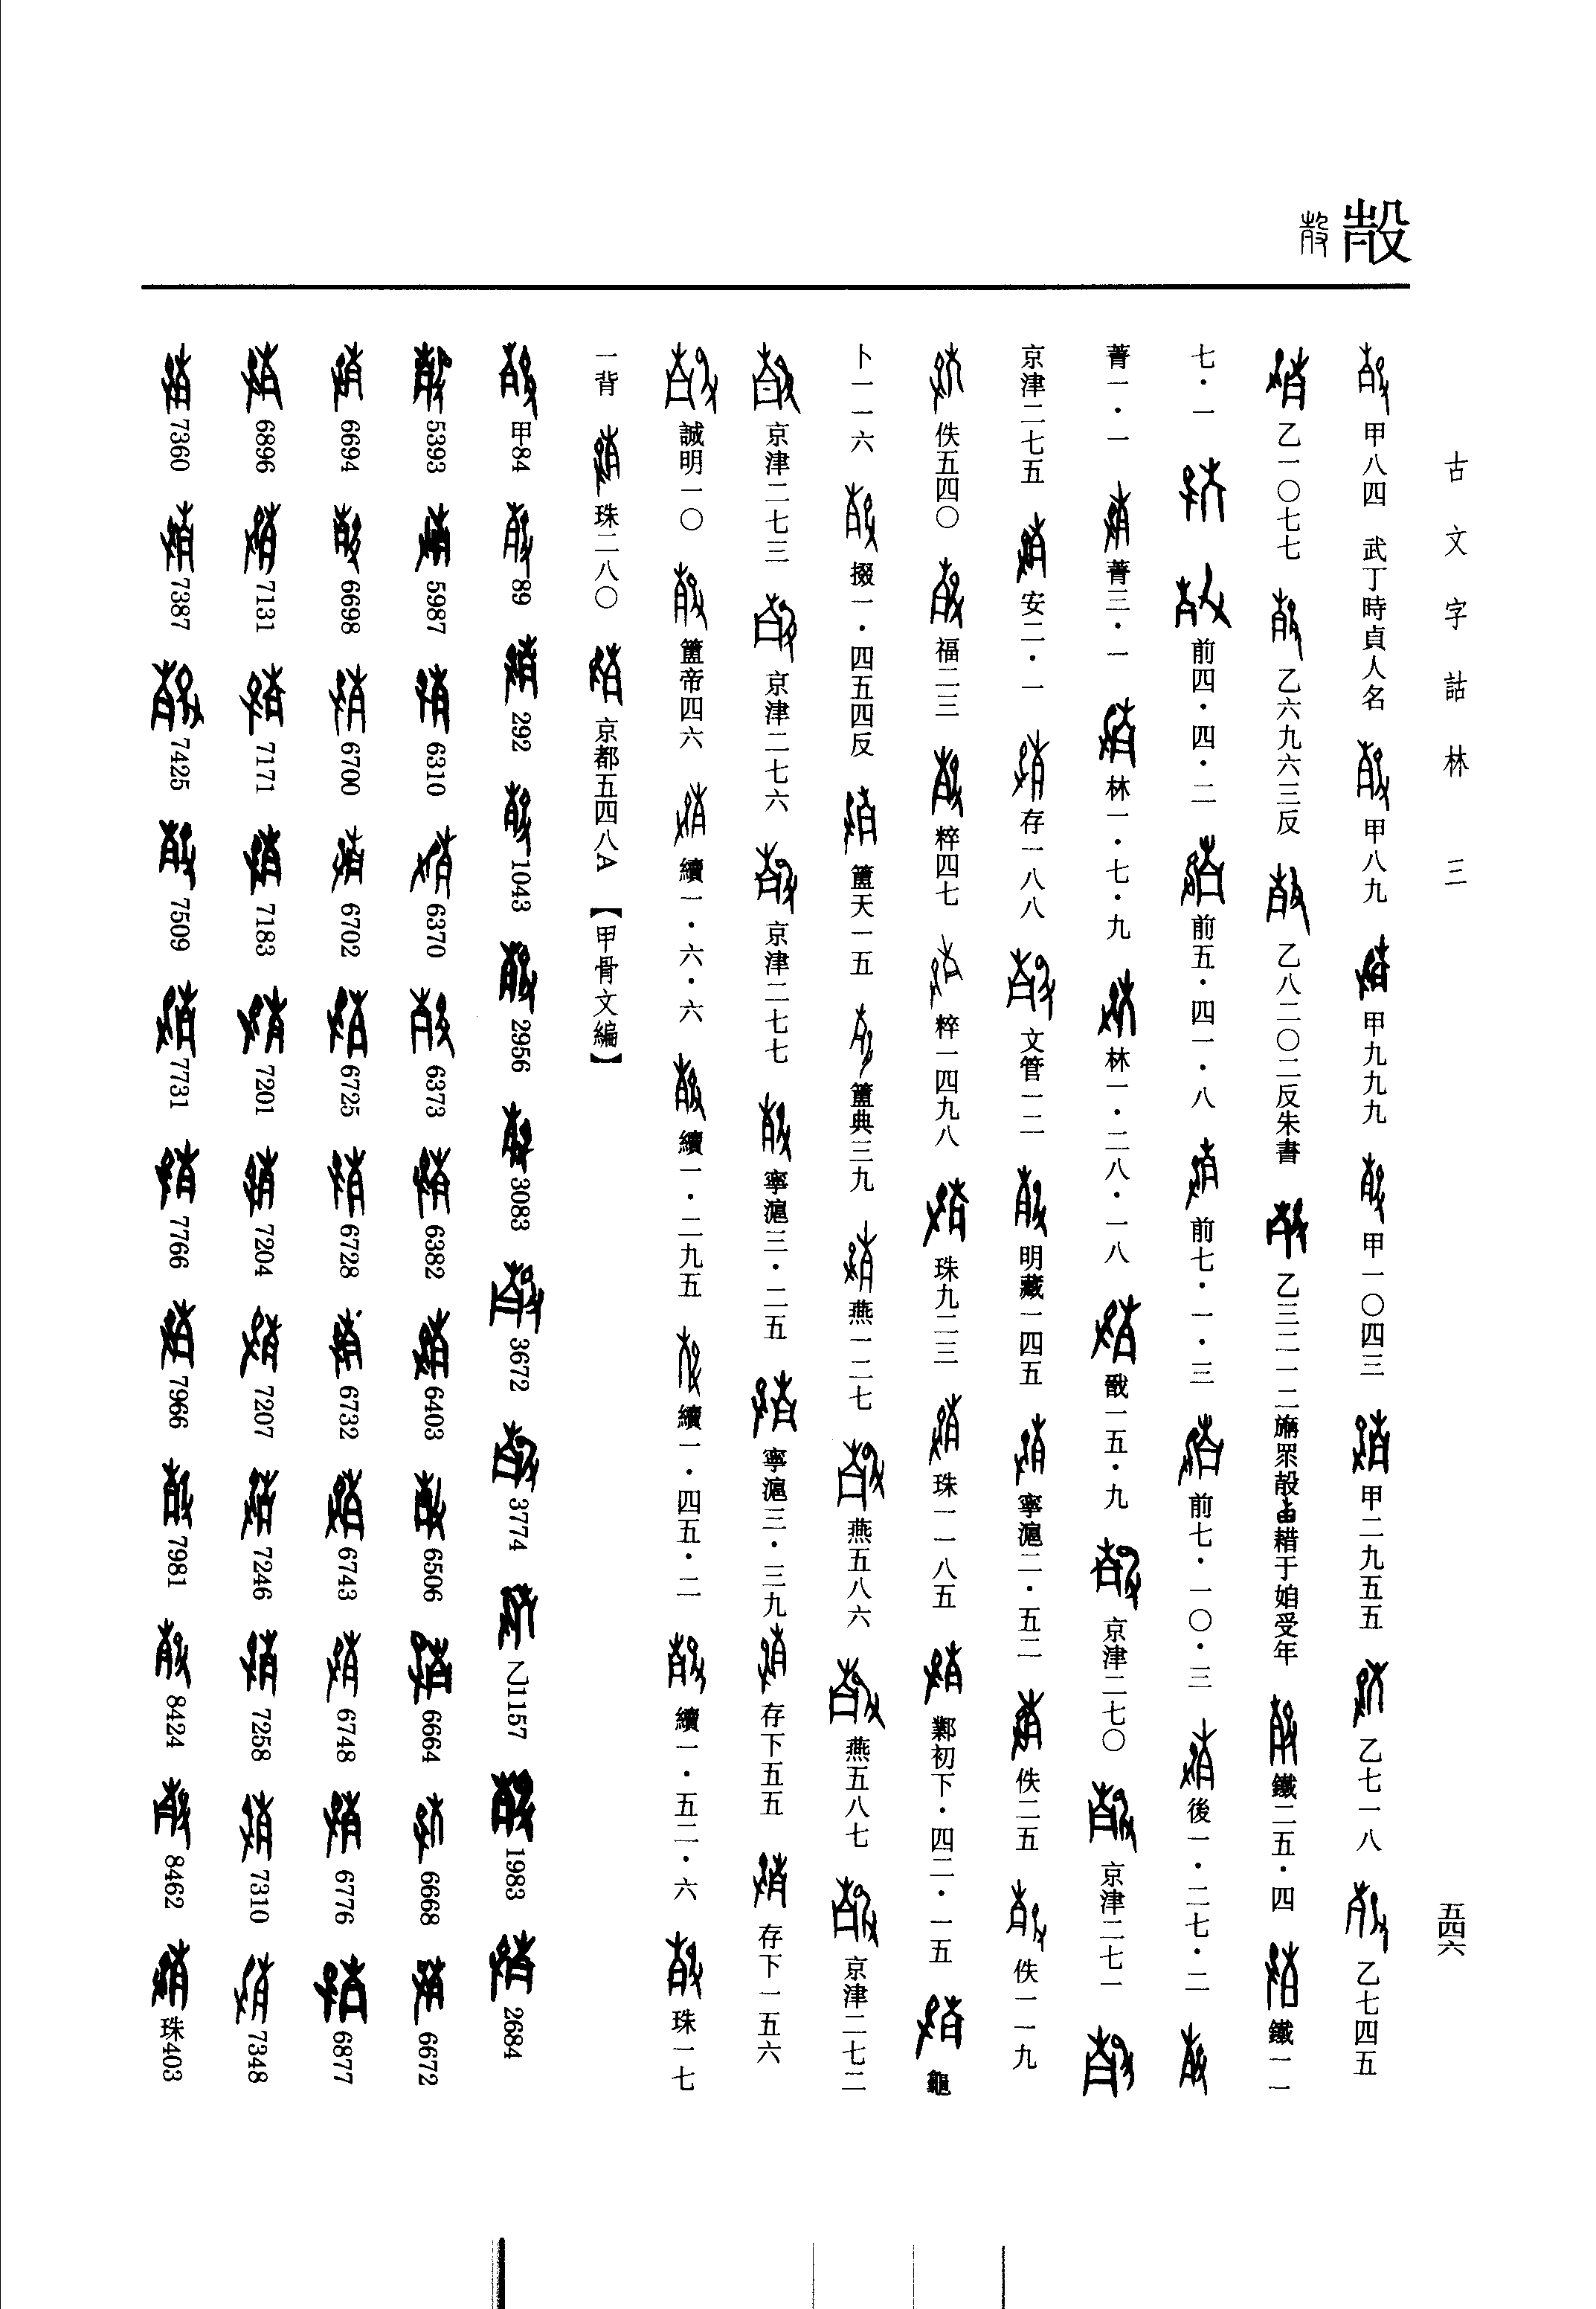 古文字詁林 三
五四六
㱿
甲八四 武丁時貞人名 甲八九 甲九九九 甲一〇四三 甲二九五五 乙七一八 乙七四五
乙一〇七七 乙六九六三反 乙八二〇二反朱書 乙三二一二 眔㱿 耤于 受年 鐵二五・四 鐵一一
七・一 前四・四・二 前五・四一・八 前七・一・三 前七・一〇・三 後一・二七・二
菁一・一 菁三・一 林一・七・九 林一・二八・一八 戩一五・九 京津二七〇 京津二七一
京津二七五 安二・一 存一八八 文管一二 明藏一四五 寧滬二・五二 佚二五 佚一一九
佚五四〇 福二三 粹四七 粹一四九八 珠九二三 珠一一八五 鄴初下・四二・一五 龜
卜一一六 掇一・四五四反 簠天一五 簠典三九 燕一二七 燕五八六 燕五八七 京津二七二
京津二七三 京津二七六 京津二七七 寧滬三・二五 寧滬三・三九 存下五五 存下一五六
誠明一〇 簠帝四六 續一・六・六 續一・二九五 續一・四五・二 續一・五二・六 珠一七
一背 珠二八〇 京都五四八A 【甲骨文編】
甲84 89 292 1043 2956 3083 3672 3774 乙1157 1983 2684
5393 5987 6310 6370 6373 6382 6403 6506 6664 6668 6672
6694 6698 6700 6702 6725 6728 6732 6743 6748 6776 6877
6896 7131 7171 7183 7201 7204 7207 7246 7258 7310 7348
7360 7387 7425 7509 7731 7766 7966 7981 8424 8462 珠403